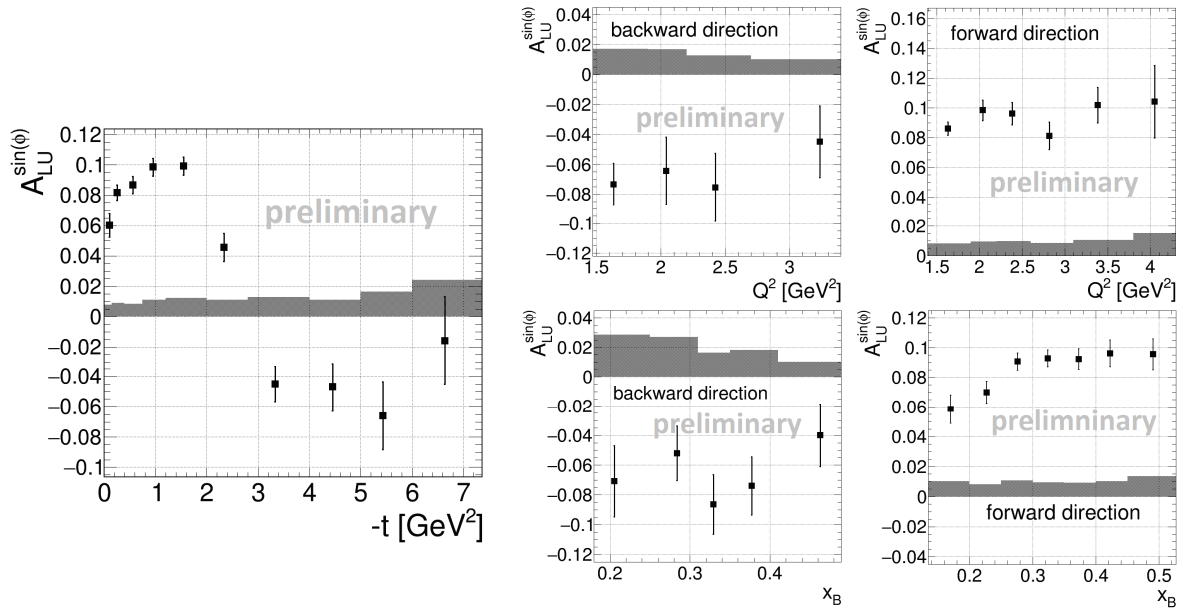 A_LU^sin(ϕ)
0.12
0.1
0.08
0.06
0.04
0.02
0
−0.02
−0.04
−0.06
−0.08
−0.1
preliminary
0 1 2 3 4 5 6 7
-t [GeV²]
A_LU^sin(ϕ)
0.04
0.02
0
−0.02
−0.04
−0.06
−0.08
−0.1
−0.12
backward direction
preliminary
1.5 2 2.5 3
Q² [GeV²]
A_LU^sin(ϕ)
0.16
0.14
0.12
0.1
0.08
0.06
0.04
0.02
0
forward direction
preliminary
1.5 2 2.5 3 3.5 4
Q² [GeV²]
A_LU^sin(ϕ)
0.04
0.02
0
−0.02
−0.04
−0.06
−0.08
−0.1
−0.12
backward direction
preliminary
0.2 0.3 0.4
x_B
A_LU^sin(ϕ)
0.12
0.1
0.08
0.06
0.04
0.02
0
−0.02
−0.04
prelimninary
forward direction
0.2 0.3 0.4 0.5
x_B